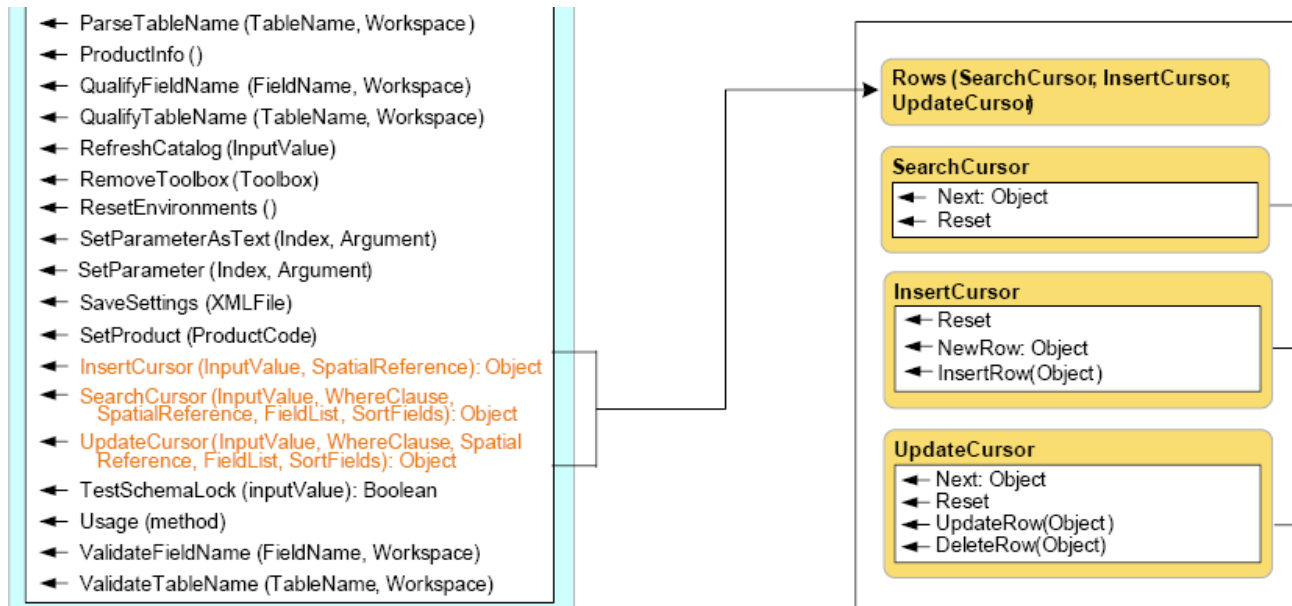 ParseTableName (TableName, Workspace)
ProductInfo ()
QualifyFieldName (FieldName, Workspace)
QualifyTableName (TableName, Workspace)
RefreshCatalog (InputValue)
RemoveToolbox (Toolbox)
ResetEnvironments ()
SetParameterAsText (Index, Argument)
SetParameter (Index, Argument)
SaveSettings (XMLFile)
SetProduct (ProductCode)
InsertCursor (InputValue, SpatialReference): Object
SearchCursor (InputValue, WhereClause,
SpatialReference, FieldList, SortFields): Object
UpdateCursor (InputValue, WhereClause, Spatial
Reference, FieldList, SortFields): Object
TestSchemaLock (inputValue): Boolean
Usage (method)
ValidateFieldName (FieldName, Workspace)
ValidateTableName (TableName, Workspace)
Rows (SearchCursor, InsertCursor,
UpdateCursor)
SearchCursor
Next: Object
Reset
InsertCursor
Reset
NewRow: Object
InsertRow(Object)
UpdateCursor
Next: Object
Reset
UpdateRow(Object)
DeleteRow(Object)